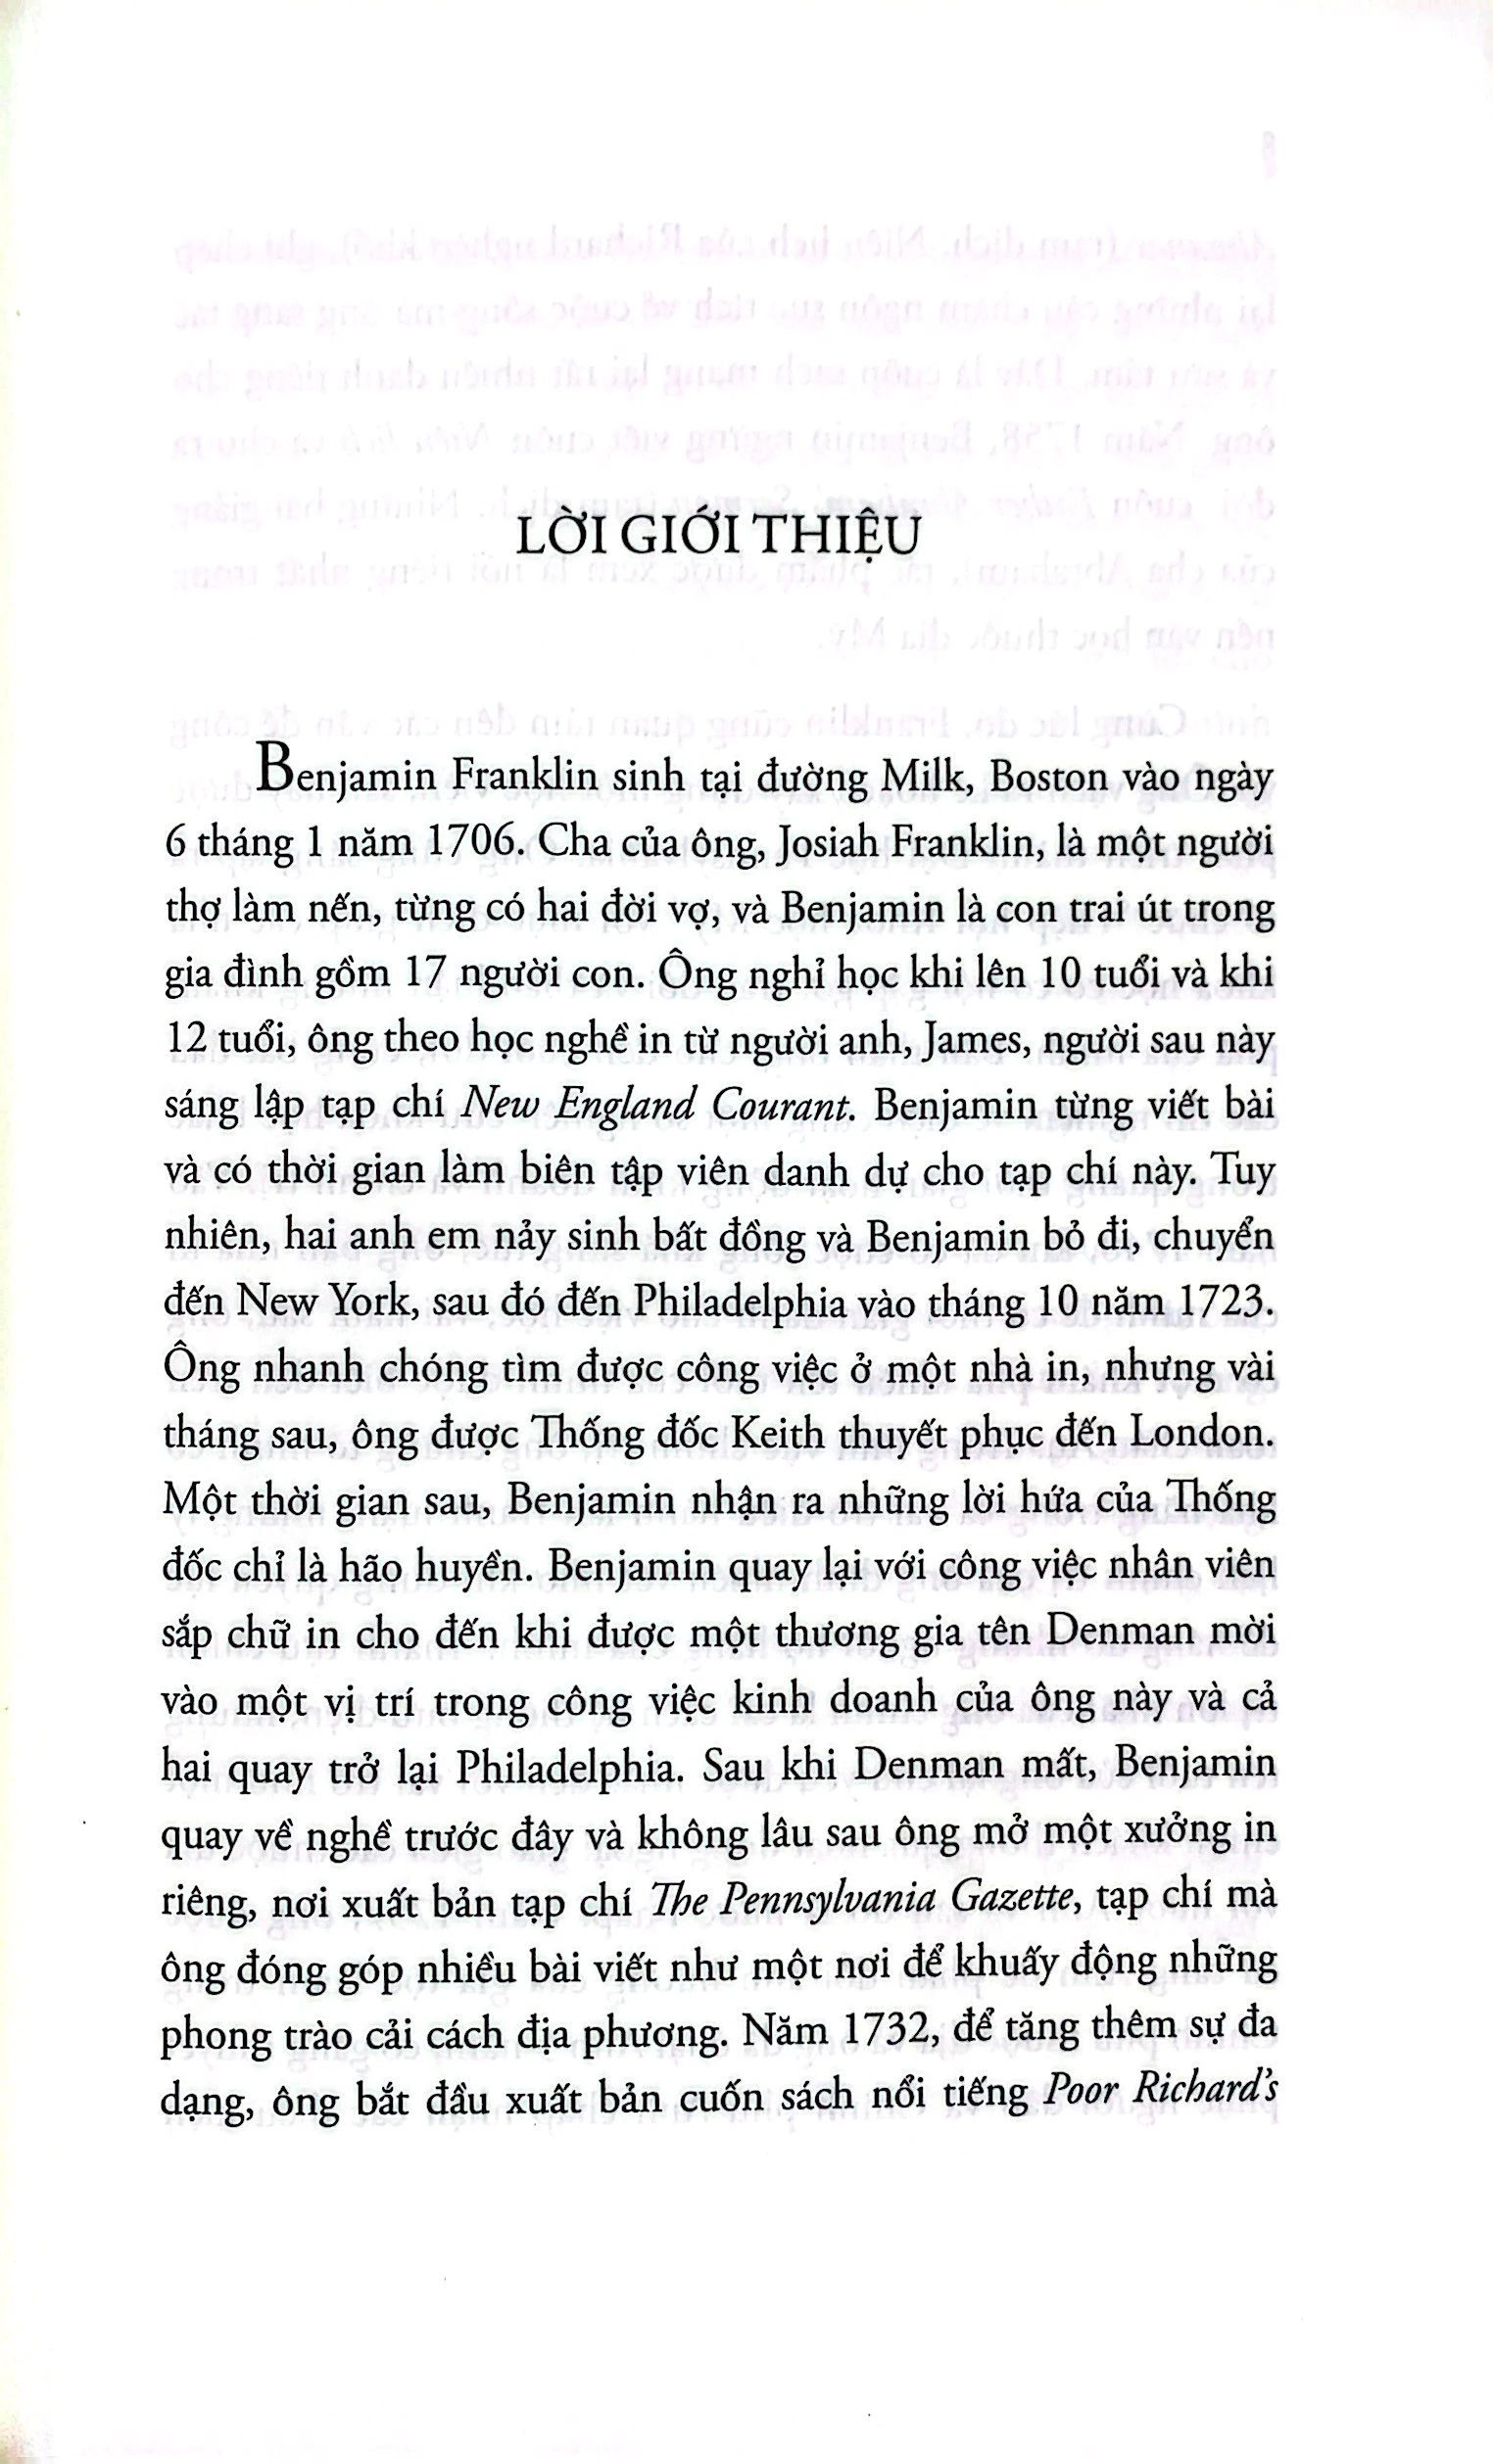 LỜI GIỚI THIỆU
Benjamin Franklin sinh tại đường Milk, Boston vào ngày
6 tháng 1 năm 1706. Cha của ông, Josiah Franklin, là một người
thợ làm nến, từng có hai đời vợ, và Benjamin là con trai út trong
gia đình gồm 17 người con. Ông nghỉ học khi lên 10 tuổi và khi
12 tuổi, ông theo học nghề in từ người anh, James, người sau này
sáng lập tạp chí New England Courant. Benjamin từng viết bài
và có thời gian làm biên tập viên danh dự cho tạp chí này. Tuy
nhiên, hai anh em nảy sinh bất đồng và Benjamin bỏ đi, chuyển
đến New York, sau đó đến Philadelphia vào tháng 10 năm 1723.
Ông nhanh chóng tìm được công việc ở một nhà in, nhưng vài
tháng sau, ông được Thống đốc Keith thuyết phục đến London.
Một thời gian sau, Benjamin nhận ra những lời hứa của Thống
đốc chỉ là hão huyền. Benjamin quay lại với công việc nhân viên
sắp chữ in cho đến khi được một thương gia tên Denman mời
vào một vị trí trong công việc kinh doanh của ông này và cả
hai quay trở lại Philadelphia. Sau khi Denman mất, Benjamin
quay về nghề trước đây và không lâu sau ông mở một xưởng in
riêng, nơi xuất bản tạp chí The Pennsylvania Gazette, tạp chí mà
ông đóng góp nhiều bài viết như một nơi để khuấy động những
phong trào cải cách địa phương. Năm 1732, để tăng thêm sự đa
dạng, ông bắt đầu xuất bản cuốn sách nổi tiếng Poor Richard's